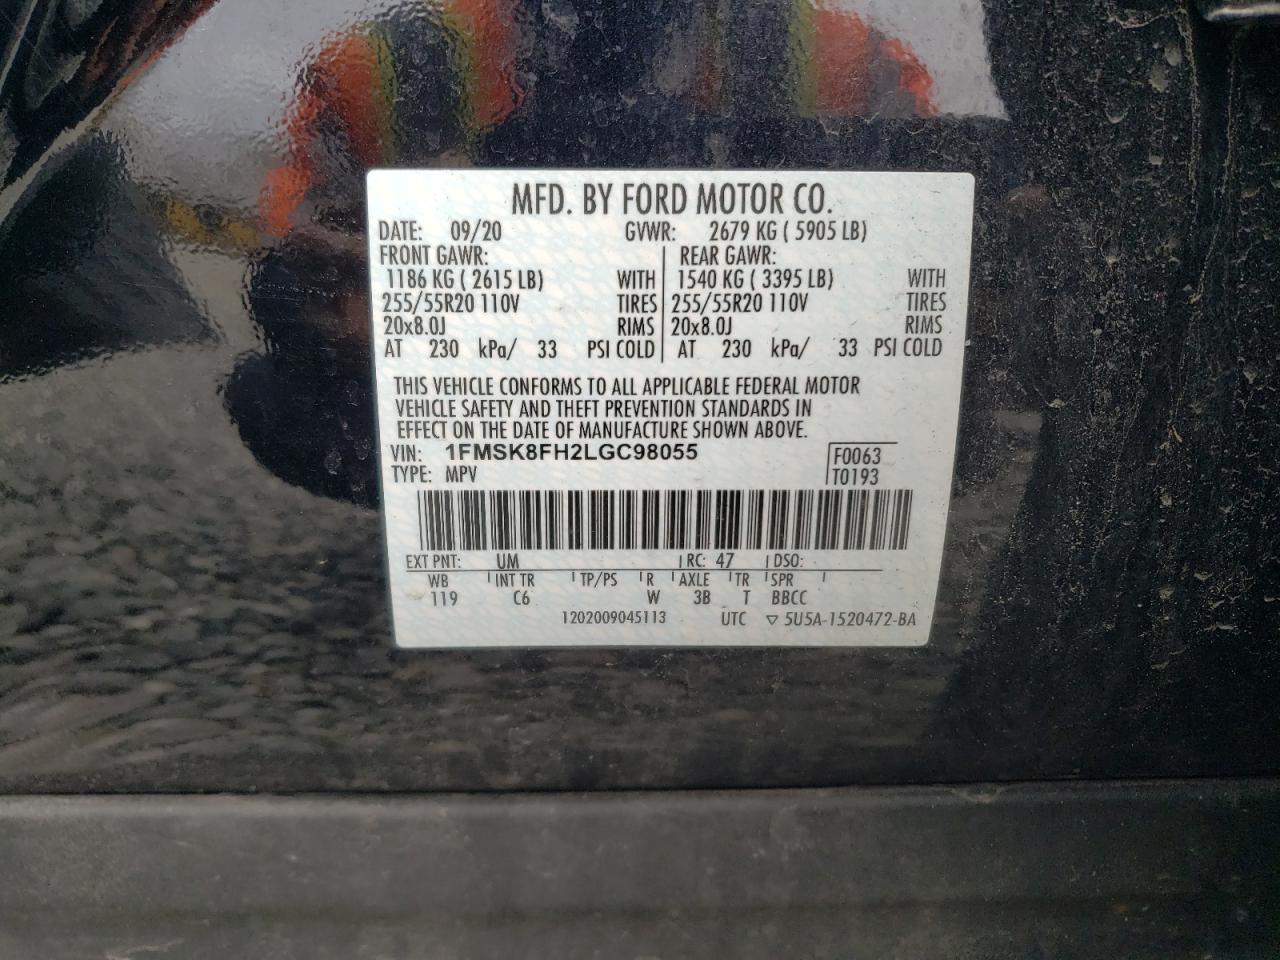 MFD. BY FORD MOTOR CO.
DATE: 09/20 GVWR: 2679 KG ( 5905 LB)
FRONT GAWR: REAR GAWR:
1186 KG ( 2615 LB) WITH 1540 KG ( 3395 LB) WITH
255/55R20 110V TIRES 255/55R20 110V TIRES
20x8.0J RIMS 20x8.0J RIMS
AT 230 kPa/ 33 PSI COLD AT 230 kPa/ 33 PSI COLD
THIS VEHICLE CONFORMS TO ALL APPLICABLE FEDERAL MOTOR
VEHICLE SAFETY AND THEFT PREVENTION STANDARDS IN
EFFECT ON THE DATE OF MANUFACTURE SHOWN ABOVE.
VIN: 1FMSK8FH2LGC98055 F0063
TYPE: MPV T0193
EXT PNT: UM RC: 47 DSO:
WB INT TR TP/PS R AXLE TR SPR
119 C6 W 3B T BBCC
1202009045113 UTC ▽ 5U5A-1520472-BA